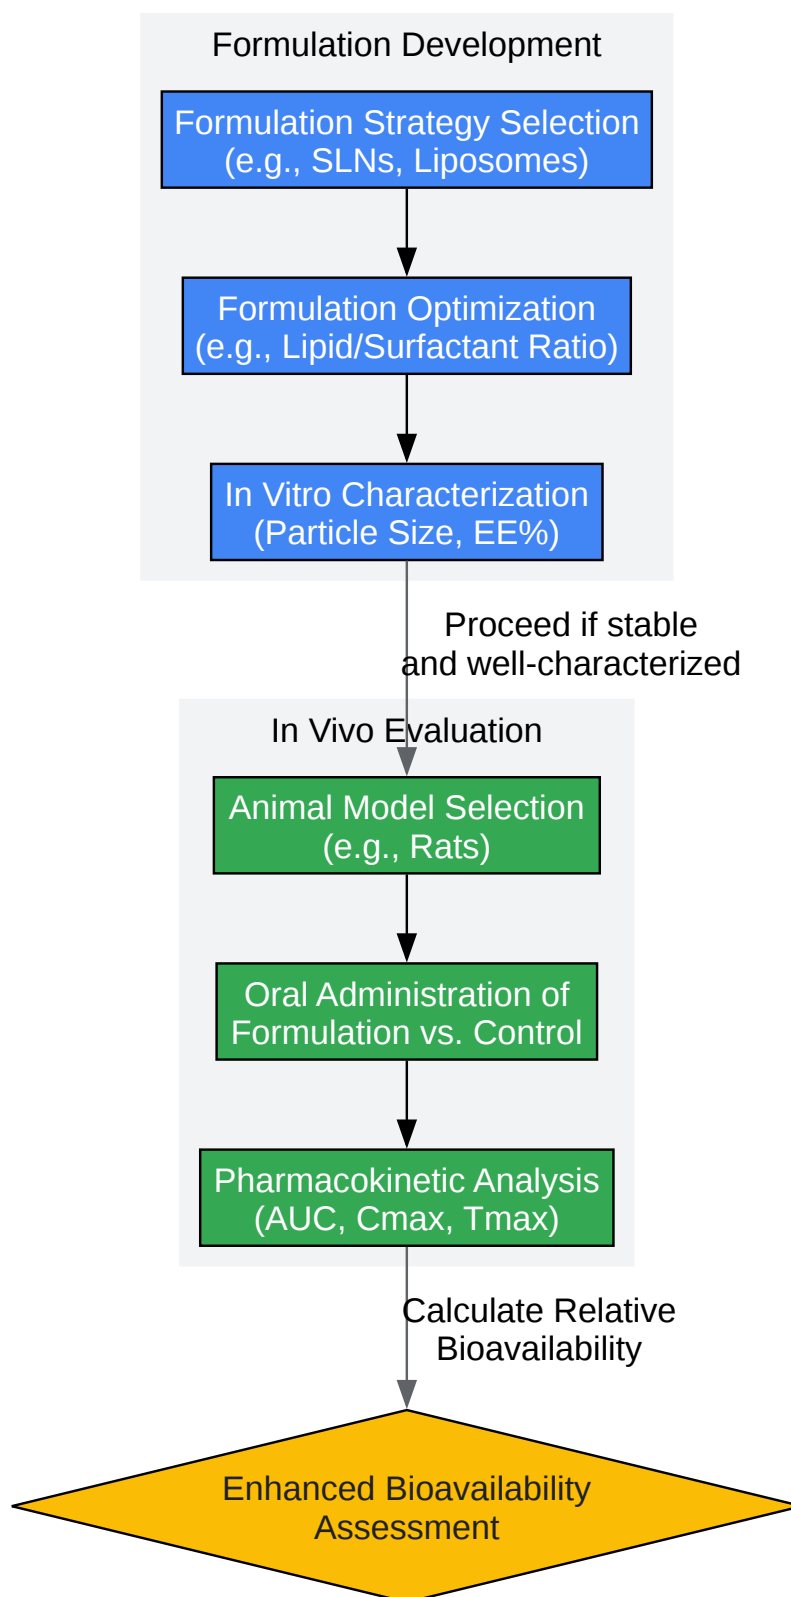 Formulation Development
Formulation Strategy Selection
(e.g., SLNs, Liposomes)
Formulation Optimization
(e.g., Lipid/Surfactant Ratio)
In Vitro Characterization
(Particle Size, EE%)
Proceed if stable
and well-characterized
In Vivo Evaluation
Animal Model Selection
(e.g., Rats)
Oral Administration of
Formulation vs. Control
Pharmacokinetic Analysis
(AUC, Cmax, Tmax)
Calculate Relative
Bioavailability
Enhanced Bioavailability
Assessment